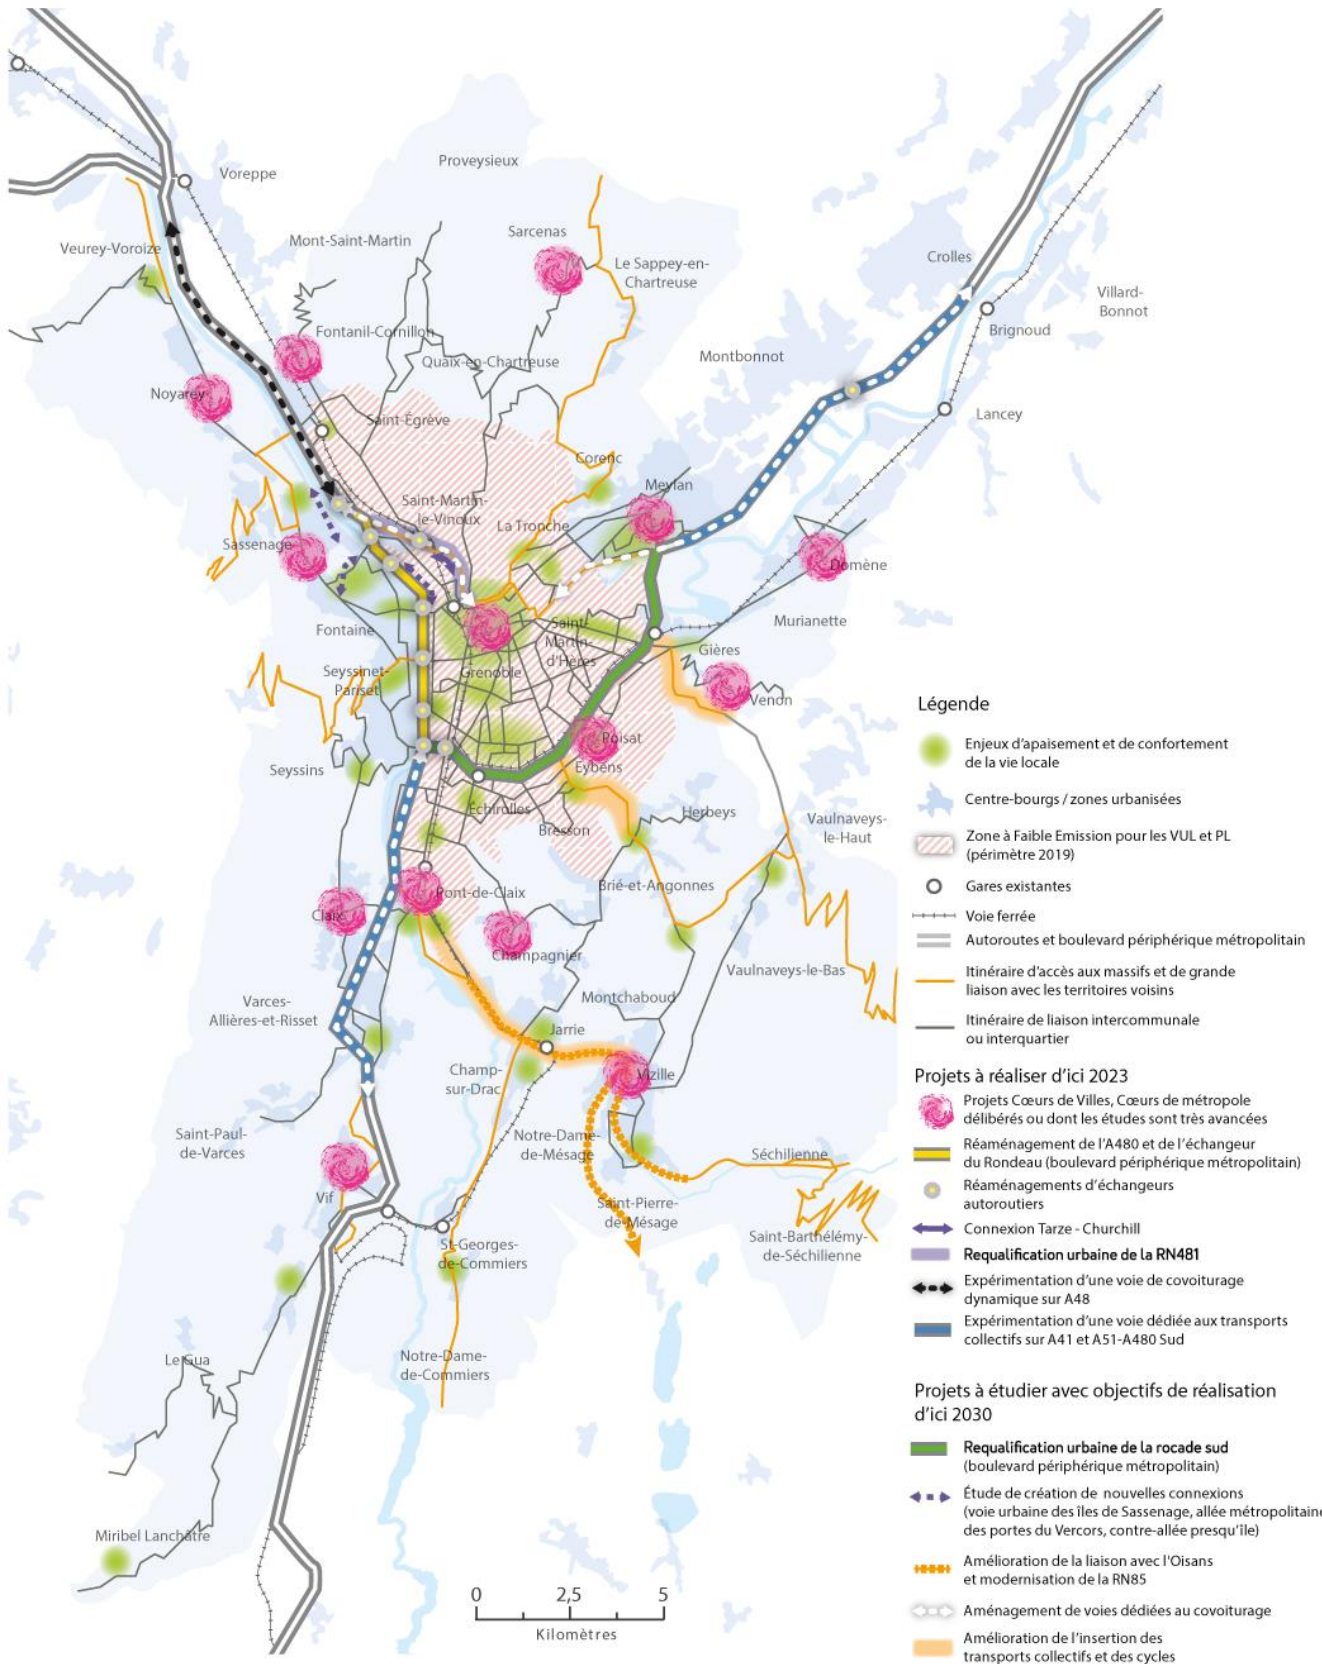 Proveysieux
Voreppe
Sarcenas
Mont-Saint-Martin
Veurey-Voroize
Le Sappey-en-
Chartreuse
Crolles
Villard-
Bonnot
Fontanil-Cornillon
Brignoud
Quaix-en-Chartreuse
Montbonnot
Noyarey
Saint-Égrève
Lancey
Corenc
Meylan
Saint-Martin-
le-Vinoux
La Tronche
Sassenage
Domène
Fontaine
Saint-
Martin-
d'Hères
Murianette
Gières
Seyssinet-
Pariset
Grenoble
Venon
Poisat
Seyssins
Eybens
Échirolles
Herbeys
Bresson
Vaulnaveys-
le-Haut
Brié-et-Angonnes
Pont-de-Claix
Claix
Champagnier
Vaulnaveys-le-Bas
Montchaboud
Varces-
Allières-et-Risset
Jarrie
Champ-
sur-Drac
Vizille
Saint-Paul-
de-Varces
Notre-Dame-
de-Mésage
Séchilienne
Vif
Saint-Pierre-
de-Mésage
St-Georges-
de-Commiers
Saint-Barthélémy-
de-Séchilienne
Notre-Dame-
de-Commiers
Le Gua
Miribel Lanchâtre
0 2,5 5
Kilomètres
Légende
Enjeux d'apaisement et de confortement
de la vie locale
Centre-bourgs / zones urbanisées
Zone à Faible Emission pour les VUL et PL
(périmètre 2019)
Gares existantes
Voie ferrée
Autoroutes et boulevard périphérique métropolitain
Itinéraire d'accès aux massifs et de grande
liaison avec les territoires voisins
Itinéraire de liaison intercommunale
ou interquartier
Projets à réaliser d'ici 2023
Projets Cœurs de Villes, Cœurs de métropole
délibérés ou dont les études sont très avancées
Réaménagement de l'A480 et de l'échangeur
du Rondeau (boulevard périphérique métropolitain)
Réaménagements d'échangeurs
autoroutiers
Connexion Tarze - Churchill
Requalification urbaine de la RN481
Expérimentation d'une voie de covoiturage
dynamique sur A48
Expérimentation d'une voie dédiée aux transports
collectifs sur A41 et A51-A480 Sud
Projets à étudier avec objectifs de réalisation
d'ici 2030
Requalification urbaine de la rocade sud
(boulevard périphérique métropolitain)
Étude de création de nouvelles connexions
(voie urbaine des îles de Sassenage, allée métropolitaine
des portes du Vercors, contre-allée presqu'île)
Amélioration de la liaison avec l'Oisans
et modernisation de la RN85
Aménagement de voies dédiées au covoiturage
Amélioration de l'insertion des
transports collectifs et des cycles